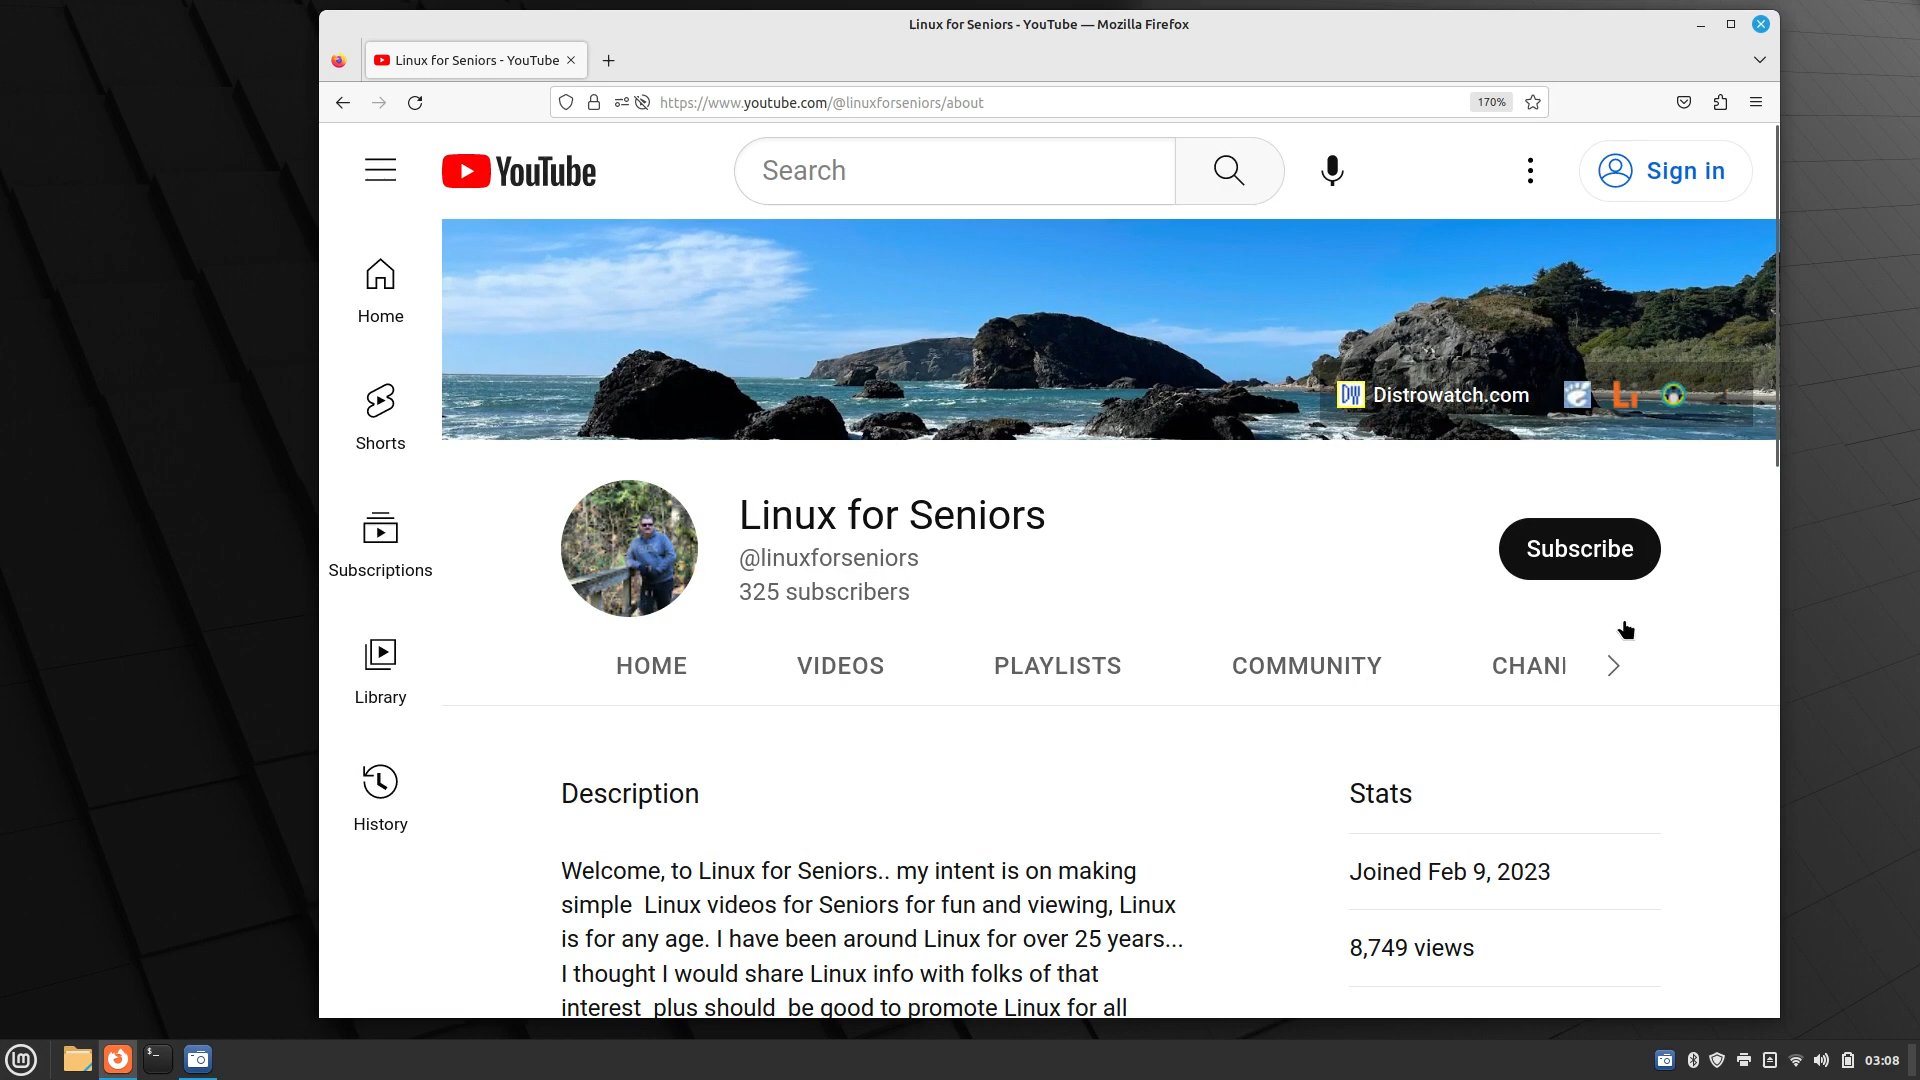 Linux for Seniors - YouTube — Mozilla Firefox
Linux for Seniors - YouTube
https://www.youtube.com/@linuxforseniors/about
170%
YouTube
Search
Sign in
Home
Shorts
Subscriptions
Library
History
DW Distrowatch.com
Linux for Seniors
@linuxforseniors
325 subscribers
Subscribe
HOME VIDEOS PLAYLISTS COMMUNITY CHANI
Description
Welcome, to Linux for Seniors.. my intent is on making
simple Linux videos for Seniors for fun and viewing, Linux
is for any age. I have been around Linux for over 25 years...
I thought I would share Linux info with folks of that
interest plus should be good to promote Linux for all
Stats
Joined Feb 9, 2023
8,749 views
03:08